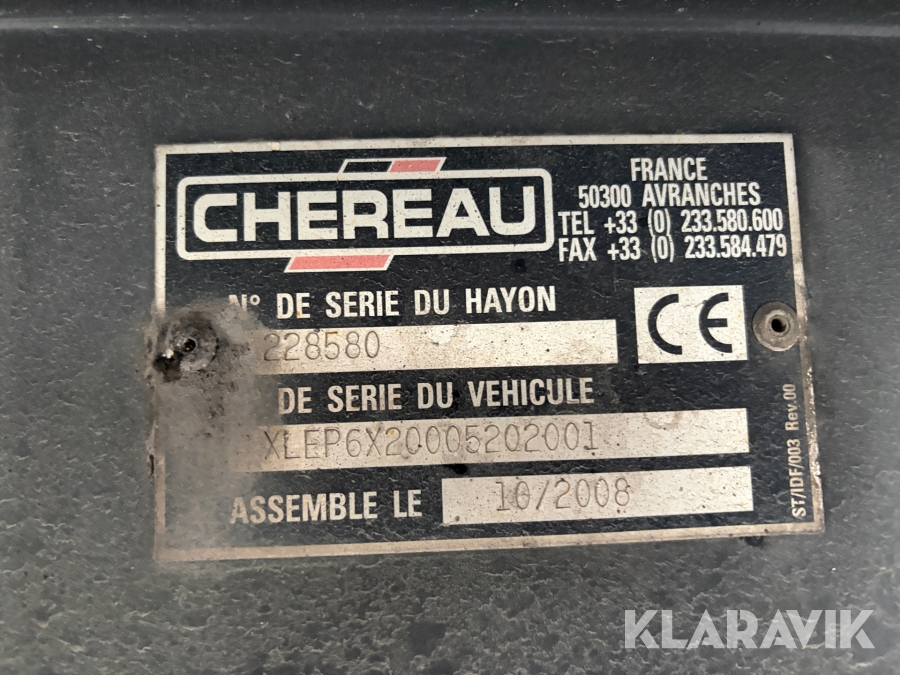 CHEREAU
FRANCE
50300 AVRANCHES
TEL +33 (0) 233.580.600
FAX +33 (0) 233.584.479
N° DE SERIE DU HAYON
228580
CE
DE SERIE DU VEHICULE
XLEP6X20005202001
ASSEMBLE LE 10/2008
ST/IDF/003 Rev.00
KLARAVIK